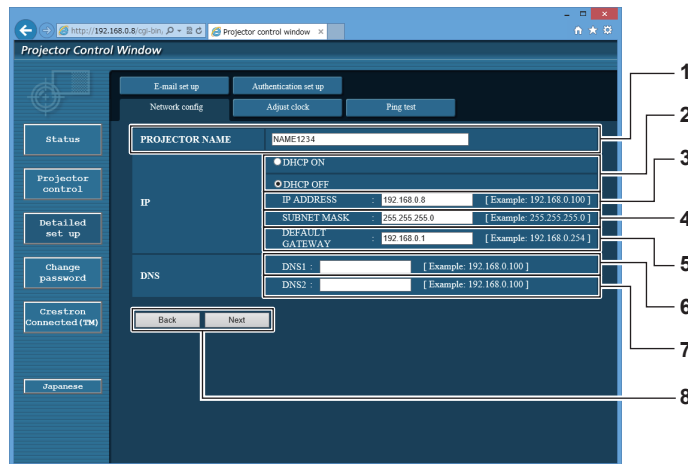 http://192.168.0.8/cgi-bin,
Projector control window
Projector Control Window
E-mail set up
Authentication set up
Network config
Adjust clock
Ping test
Status
Projector control
Detailed set up
Change password
Crestron Connected(TM)
Japanese
PROJECTOR NAME
NAME1234
IP
DHCP ON
DHCP OFF
IP ADDRESS : 192.168.0.8 [ Example: 192.168.0.100 ]
SUBNET MASK : 255.255.255.0 [ Example: 255.255.255.0 ]
DEFAULT GATEWAY : 192.168.0.1 [ Example: 192.168.0.254 ]
DNS
DNS1 : [ Example: 192.168.0.100 ]
DNS2 : [ Example: 192.168.0.100 ]
Back
Next
1
2
3
4
5
6
7
8